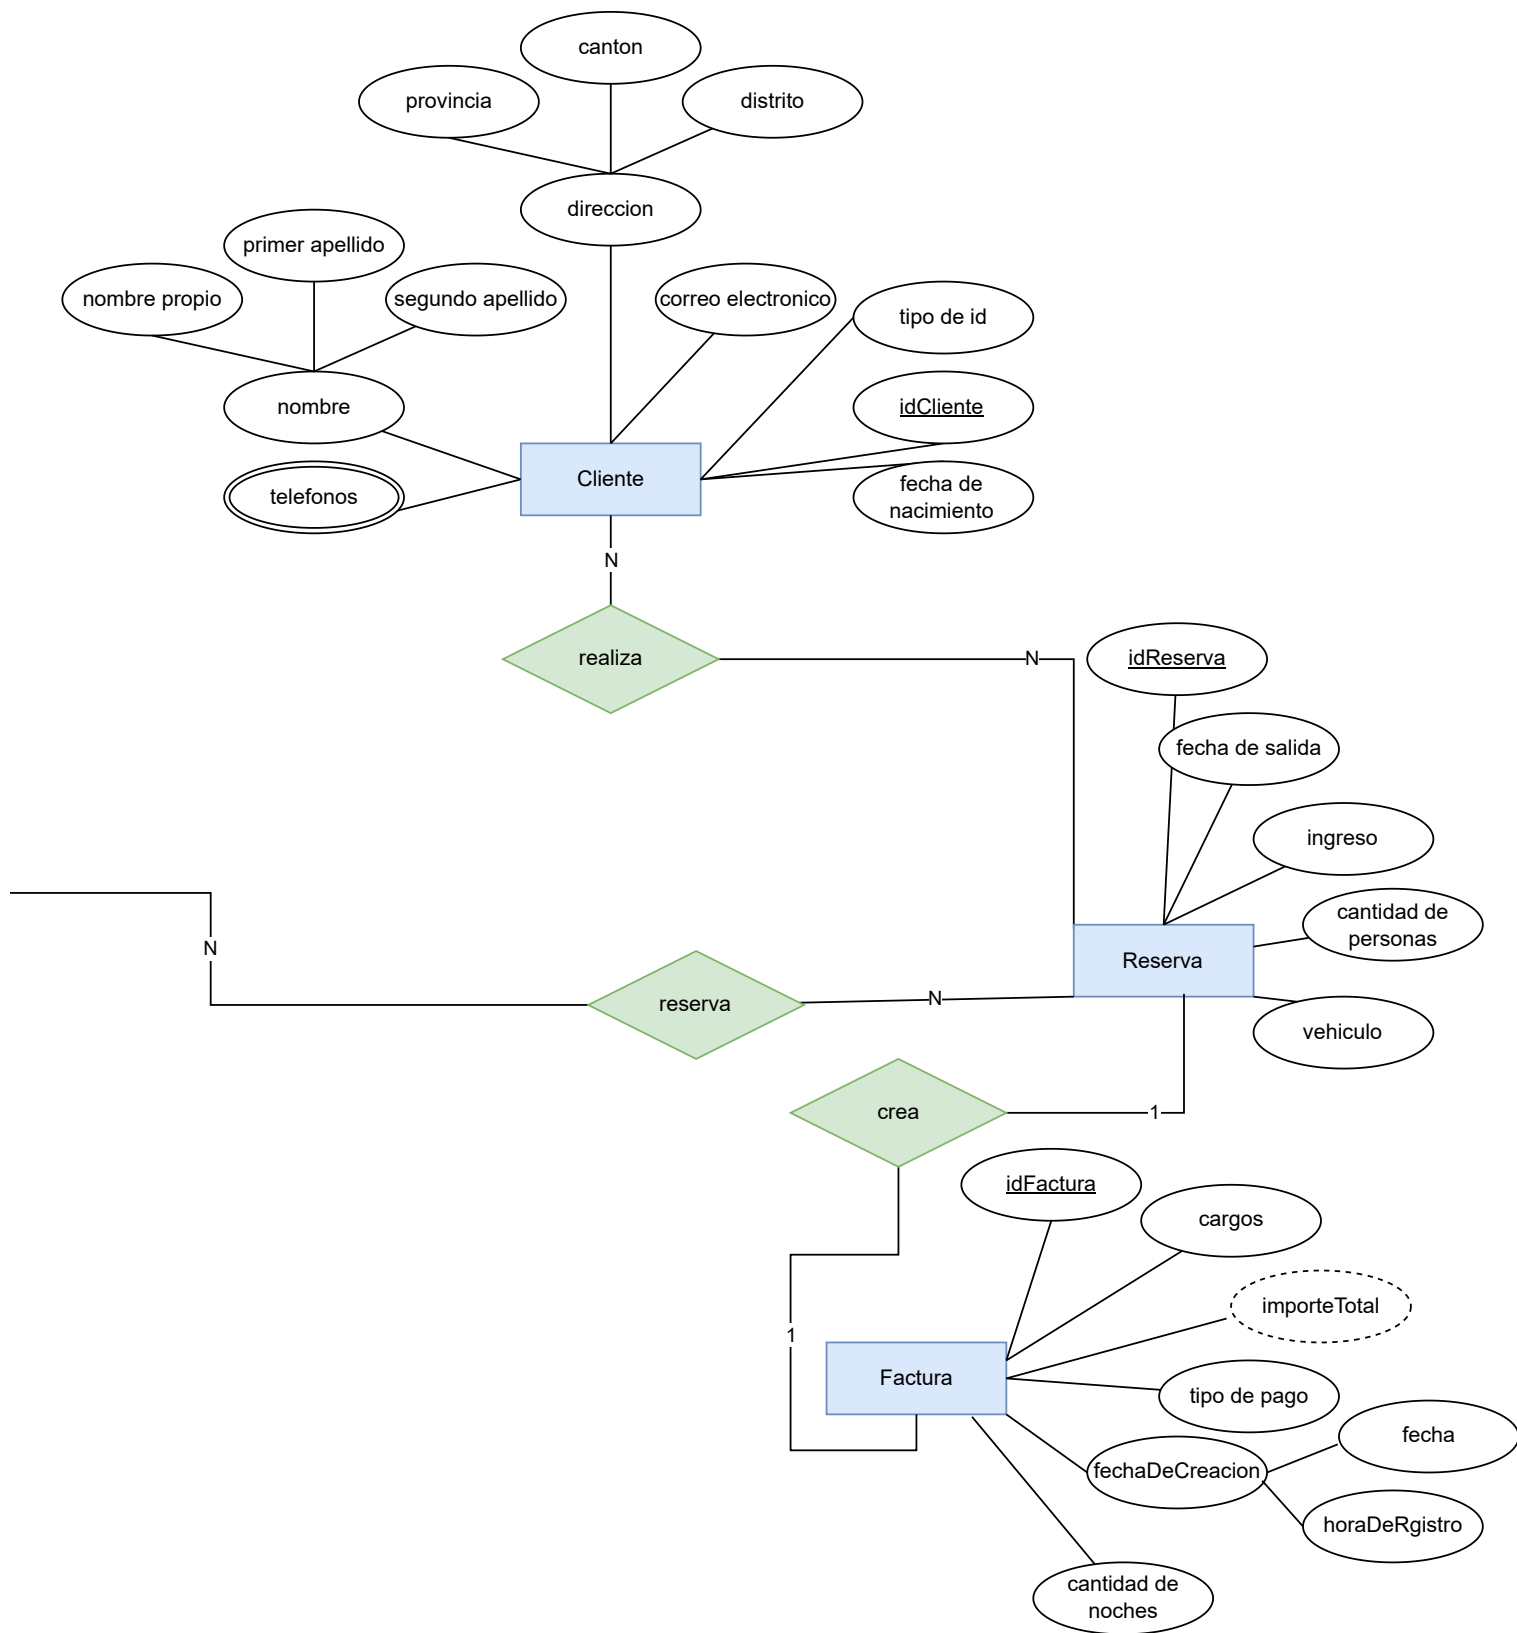 canton
provincia
distrito
direccion
primer apellido
nombre propio
segundo apellido
correo electronico
tipo de id
nombre
idCliente
telefonos
Cliente
fecha de
nacimiento
N
realiza
N
idReserva
fecha de salida
ingreso
cantidad de
personas
N
Reserva
reserva
N
vehiculo
crea
1
idFactura
cargos
importeTotal
1
Factura
tipo de pago
fecha
fechaDeCreacion
horaDeRgistro
cantidad de
noches